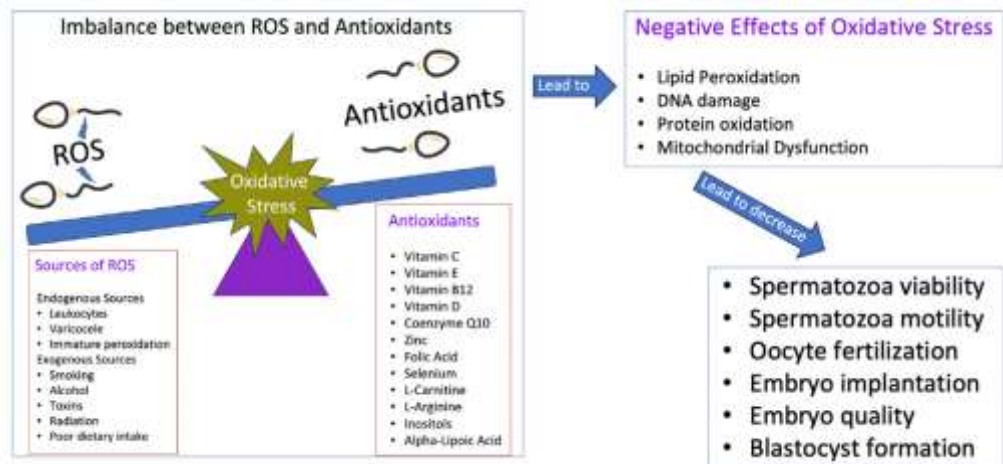 Imbalance between ROS and Antioxidants
Antioxidants
ROS
Oxidative
Stress
Sources of ROS
Endogenous Sources
• Leukocytes
• Varicocele
• Immature peroxidation
Exogenous Sources
• Smoking
• Alcohol
• Toxins
• Radiation
• Poor dietary intake
Antioxidants
• Vitamin C
• Vitamin E
• Vitamin B12
• Vitamin D
• Coenzyme Q10
• Zinc
• Folic Acid
• Selenium
• L-Carnitine
• L-Arginine
• Inositols
• Alpha-Lipoic Acid
Lead to
Negative Effects of Oxidative Stress
• Lipid Peroxidation
• DNA damage
• Protein oxidation
• Mitochondrial Dysfunction
Lead to decrease
• Spermatozoa viability
• Spermatozoa motility
• Oocyte fertilization
• Embryo implantation
• Embryo quality
• Blastocyst formation